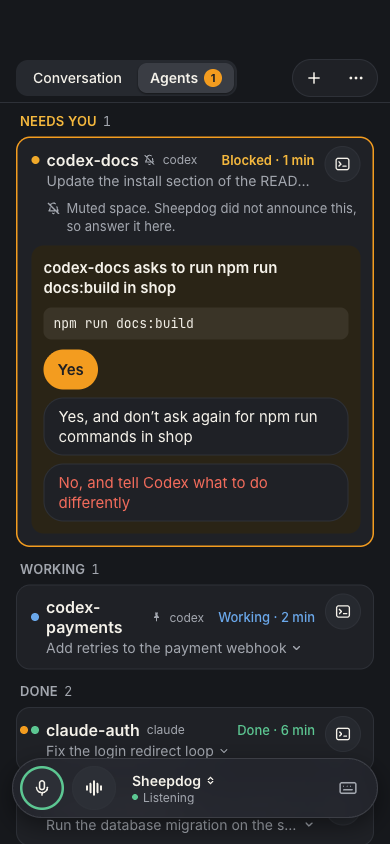 Conversation
Agents 1
NEEDS YOU 1
codex-docs codex Blocked · 1 min
Update the install section of the READ...
Muted space. Sheepdog did not announce this,
so answer it here.
codex-docs asks to run npm run
docs:build in shop
npm run docs:build
Yes
Yes, and don’t ask again for npm run
commands in shop
No, and tell Codex what to do
differently
WORKING 1
codex-
payments codex Working · 2 min
Add retries to the payment webhook
DONE 2
claude-auth claude Done · 6 min
Fix the login redirect loop
Sheepdog
Listening
Run the database migration on the s...